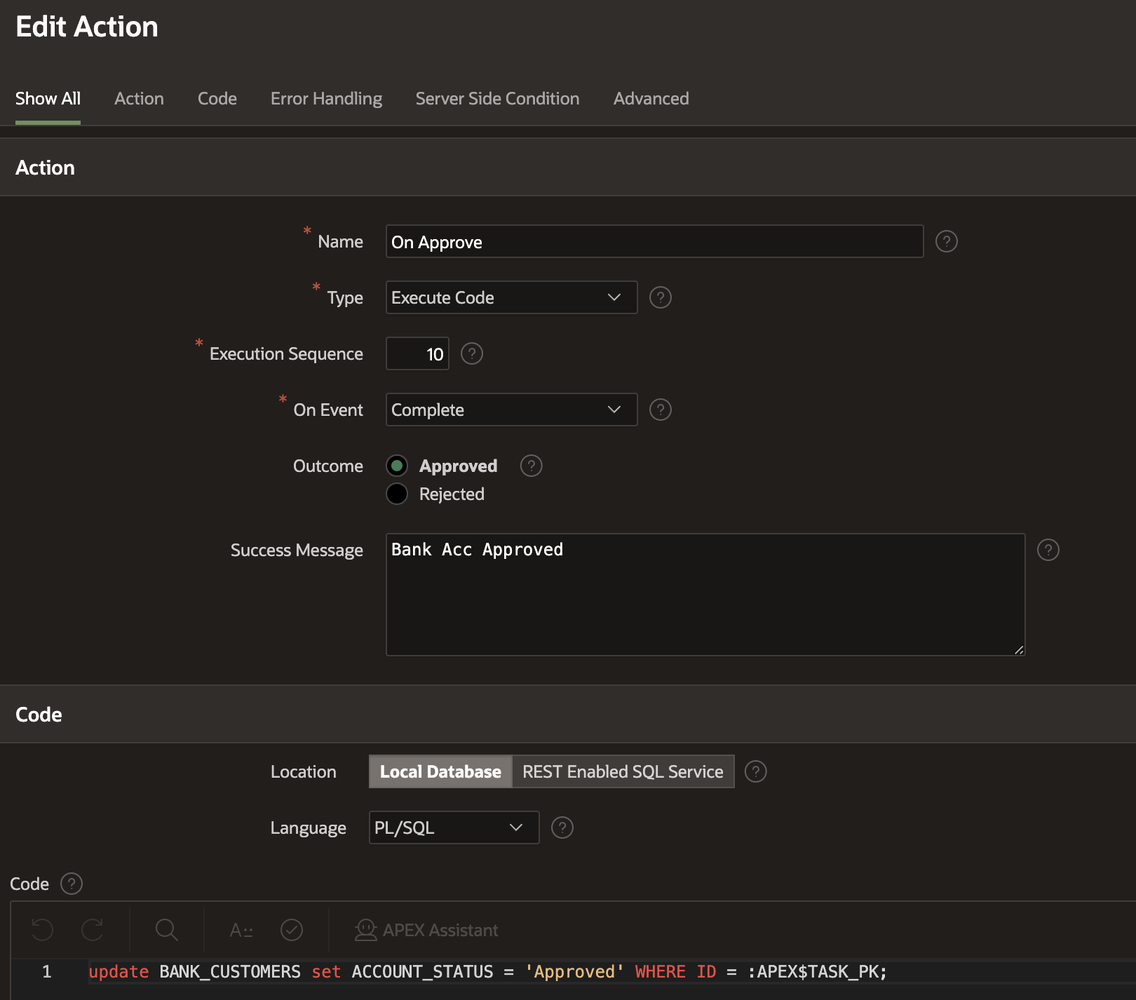 Edit Action
Show All Action Code Error Handling Server Side Condition Advanced
Action
* Name On Approve ?
* Type Execute Code ?
* Execution Sequence 10 ?
* On Event Complete ?
Outcome Approved ?
Rejected
Success Message Bank Acc Approved ?
Code
Location Local Database REST Enabled SQL Service ?
Language PL/SQL ?
Code ?
A APEX Assistant
1 update BANK_CUSTOMERS set ACCOUNT_STATUS = 'Approved' WHERE ID = :APEX$TASK_PK;